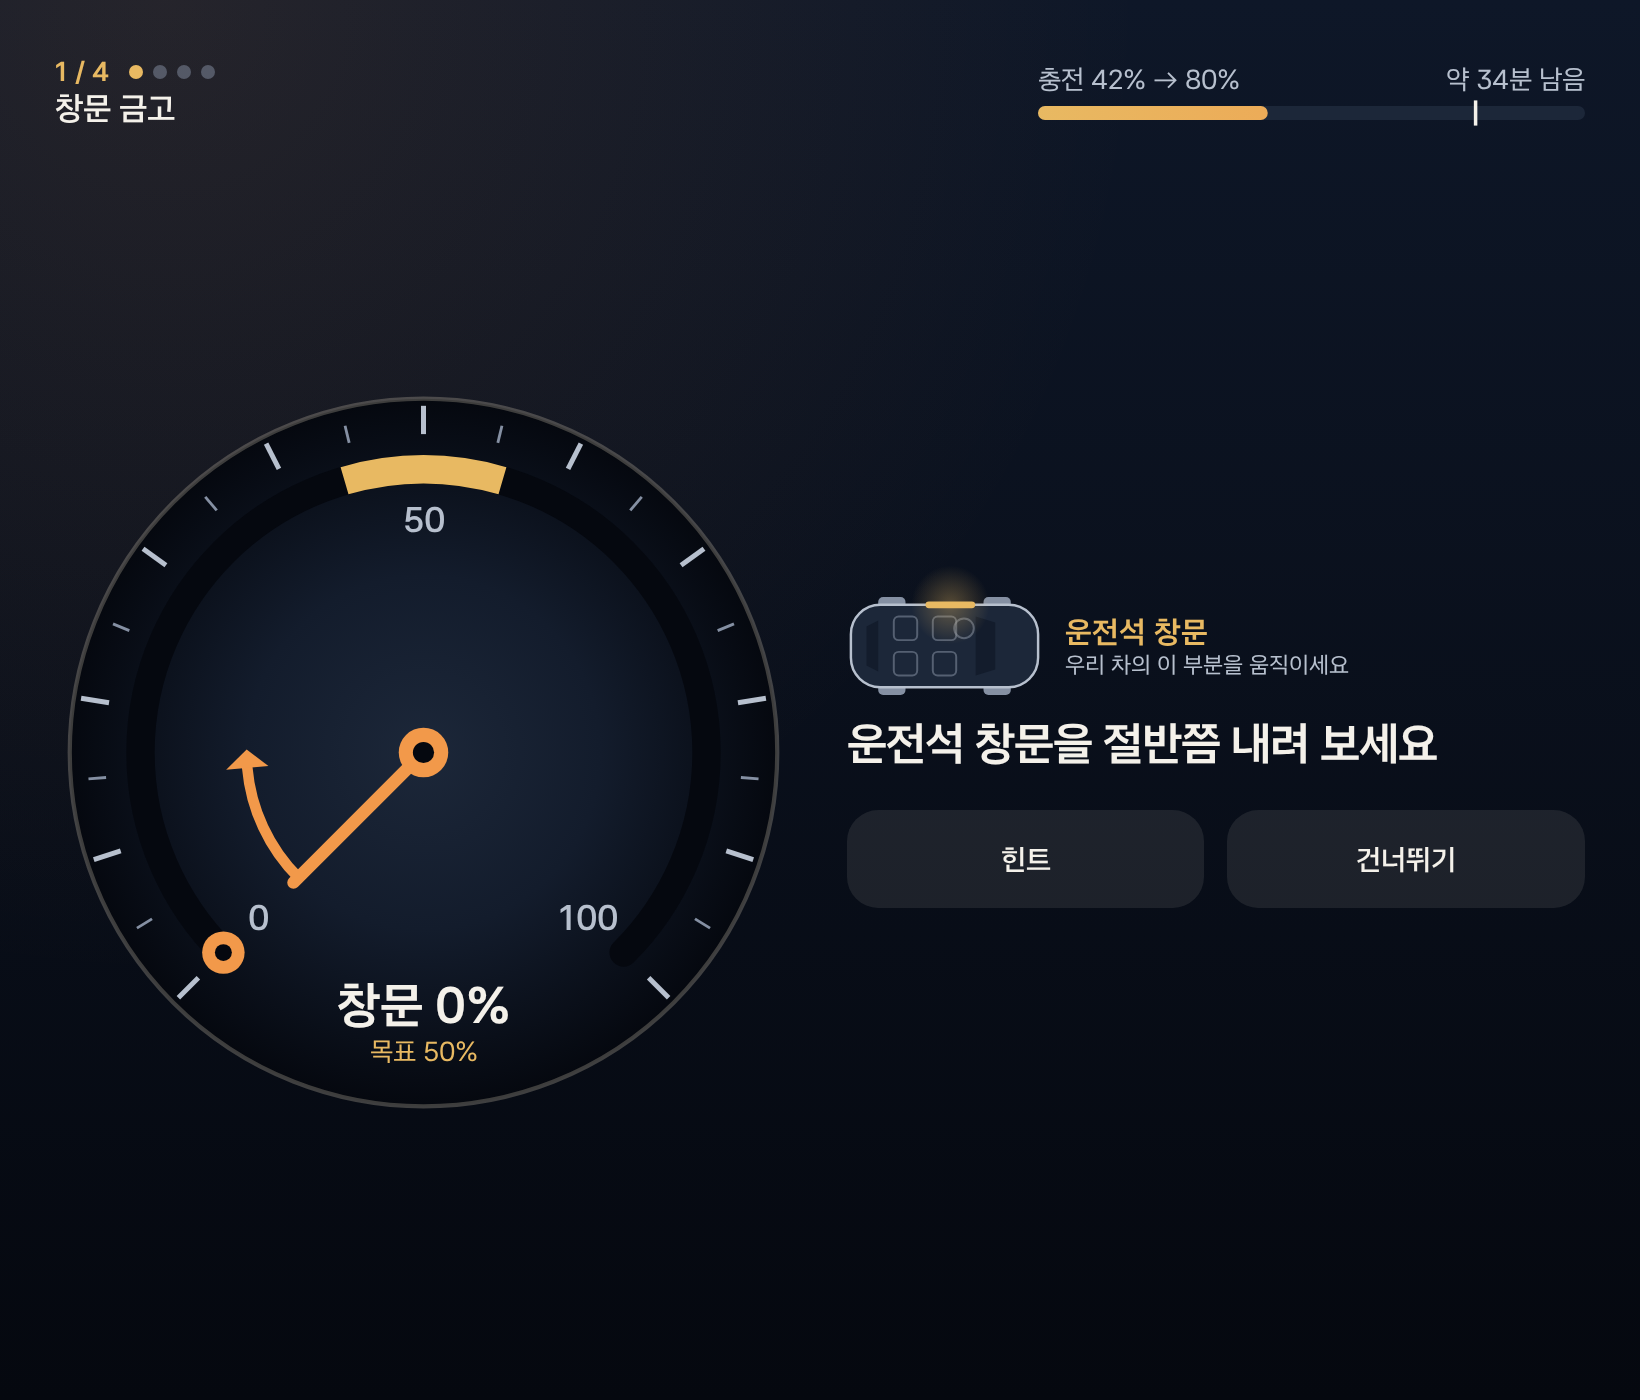 1 / 4
창문 금고
충전 42% → 80%
약 34분 남음
50
0
100
창문 0%
목표 50%
운전석 창문
우리 차의 이 부분을 움직이세요
운전석 창문을 절반쯤 내려 보세요
힌트
건너뛰기